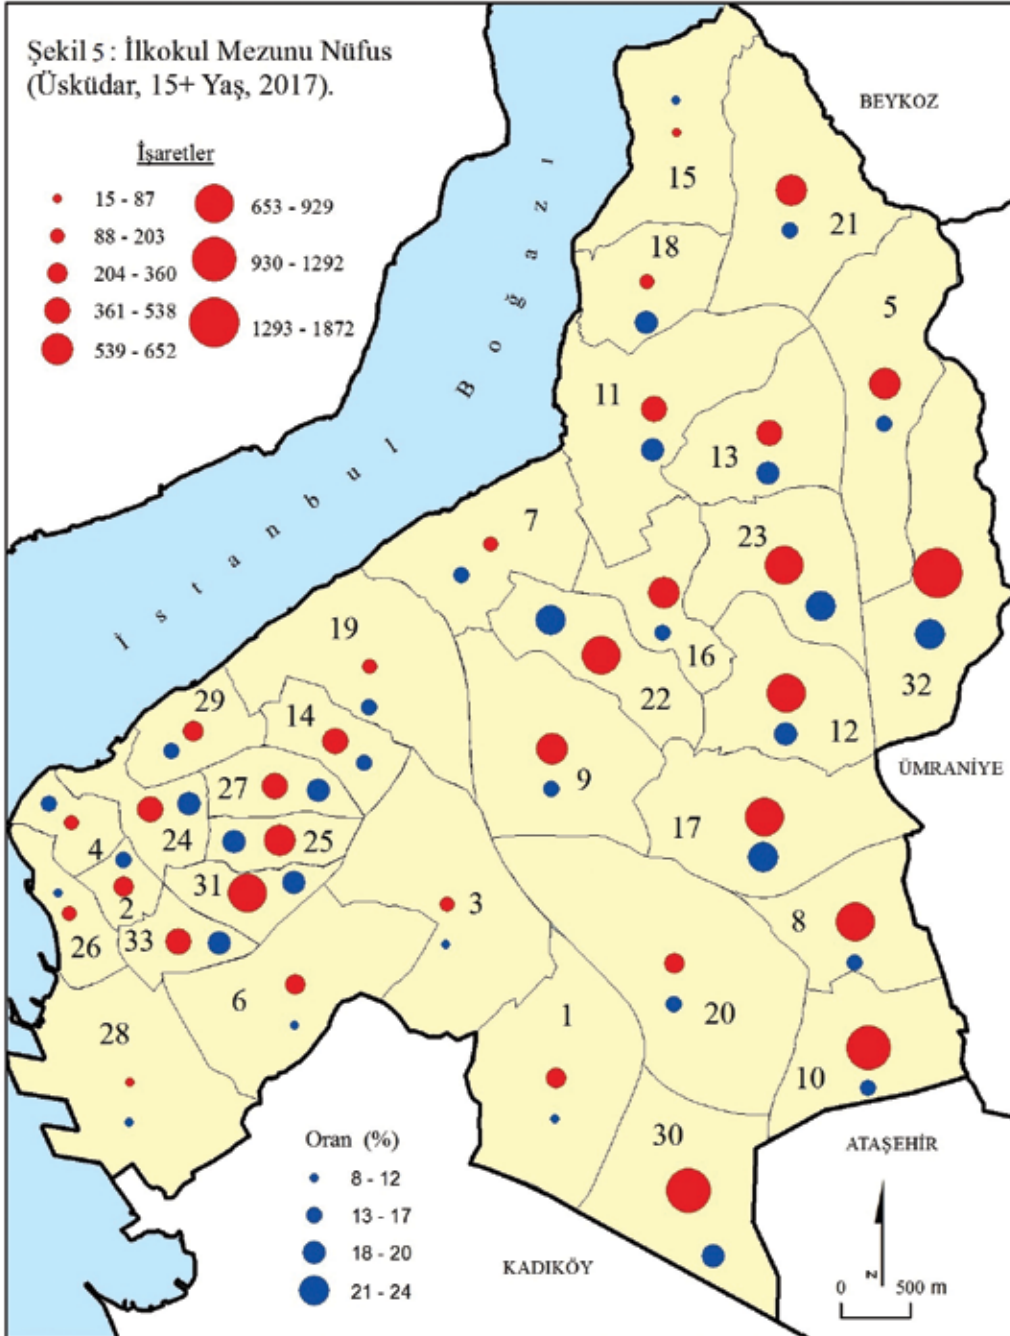 Şekil 5 : İlkokul Mezunu Nüfus
(Üsküdar, 15+ Yaş, 2017).
İşaretler
15 - 87
88 - 203
204 - 360
361 - 538
539 - 652
653 - 929
930 - 1292
1293 - 1872
İstanbul Boğazı
BEYKOZ
15
21
18
5
11
13
7
23
19
16
22
32
29
14
12
9
ÜMRANİYE
27
17
24
25
4
31
2
3
8
26
33
6
20
1
28
10
30
ATAŞEHİR
KADIKÖY
Oran (%)
8 - 12
13 - 17
18 - 20
21 - 24
N
0 500 m